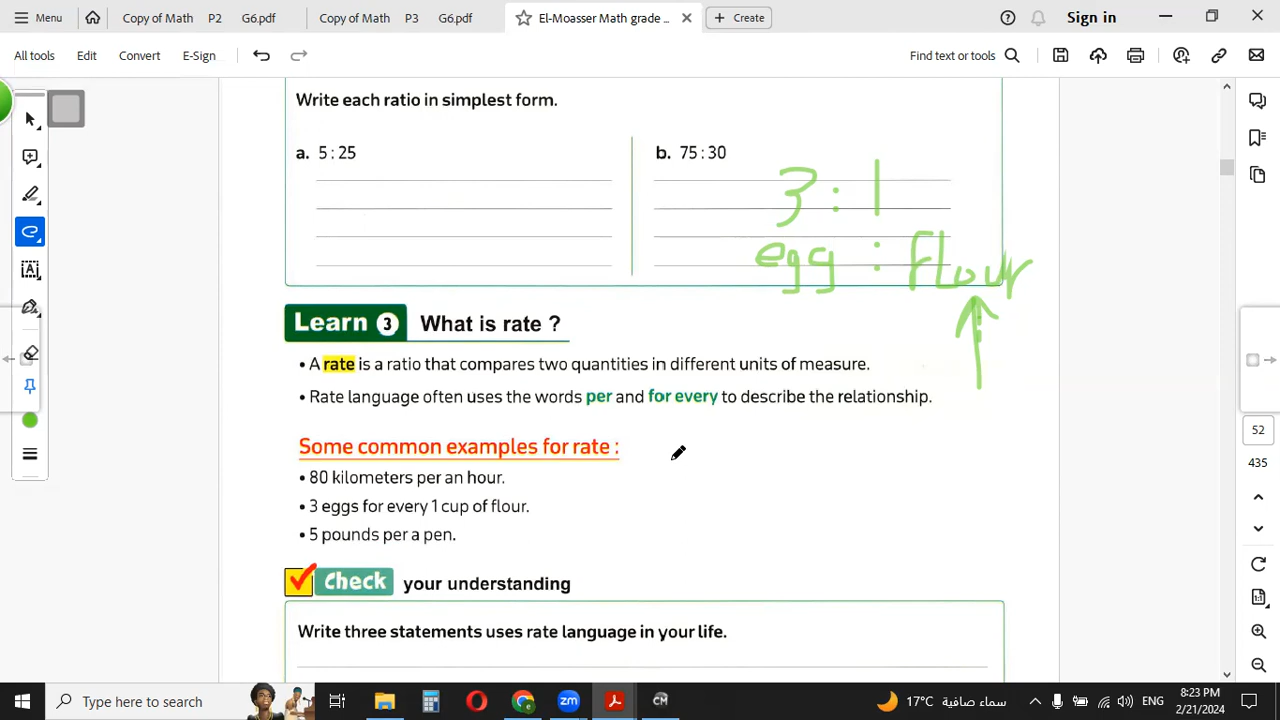 Menu
Copy of Math P2 G6.pdf
Copy of Math P3 G6.pdf
El-Moasser Math grade ...
Create
Sign in
All tools
Edit
Convert
E-Sign
Find text or tools
Write each ratio in simplest form.
a. 5 : 25
b. 75 : 30
3 : 1
egg : flour
Learn 3 What is rate ?
• A rate is a ratio that compares two quantities in different units of measure.
• Rate language often uses the words per and for every to describe the relationship.
Some common examples for rate :
• 80 kilometers per an hour.
• 3 eggs for every 1 cup of flour.
• 5 pounds per a pen.
Check your understanding
Write three statements uses rate language in your life.
52
435
Type here to search
zm
CM
17°C سماء صافية
ENG
8:23 PM
2/21/2024